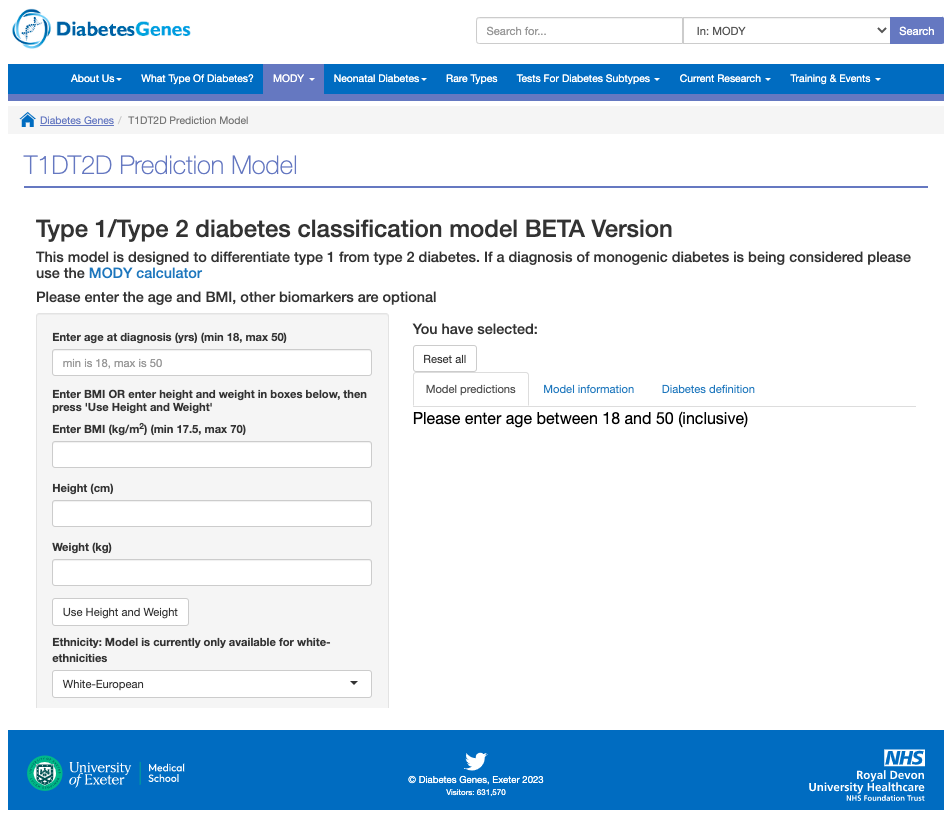 DiabetesGenes
Search for...
In: MODY
Search
About Us
What Type Of Diabetes?
MODY
Neonatal Diabetes
Rare Types
Tests For Diabetes Subtypes
Current Research
Training & Events
Diabetes Genes / T1DT2D Prediction Model
T1DT2D Prediction Model
Type 1/Type 2 diabetes classification model BETA Version
This model is designed to differentiate type 1 from type 2 diabetes. If a diagnosis of monogenic diabetes is being considered please
use the MODY calculator
Please enter the age and BMI, other biomarkers are optional
Enter age at diagnosis (yrs) (min 18, max 50)
min is 18, max is 50
Enter BMI OR enter height and weight in boxes below, then
press 'Use Height and Weight'
Enter BMI (kg/m²) (min 17.5, max 70)
Height (cm)
Weight (kg)
Use Height and Weight
Ethnicity: Model is currently only available for white-
ethnicities
White-European
You have selected:
Reset all
Model predictions
Model information
Diabetes definition
Please enter age between 18 and 50 (inclusive)
University
of Exeter
Medical
School
© Diabetes Genes, Exeter 2023
Visitors: 631,570
NHS
Royal Devon
University Healthcare
NHS Foundation Trust